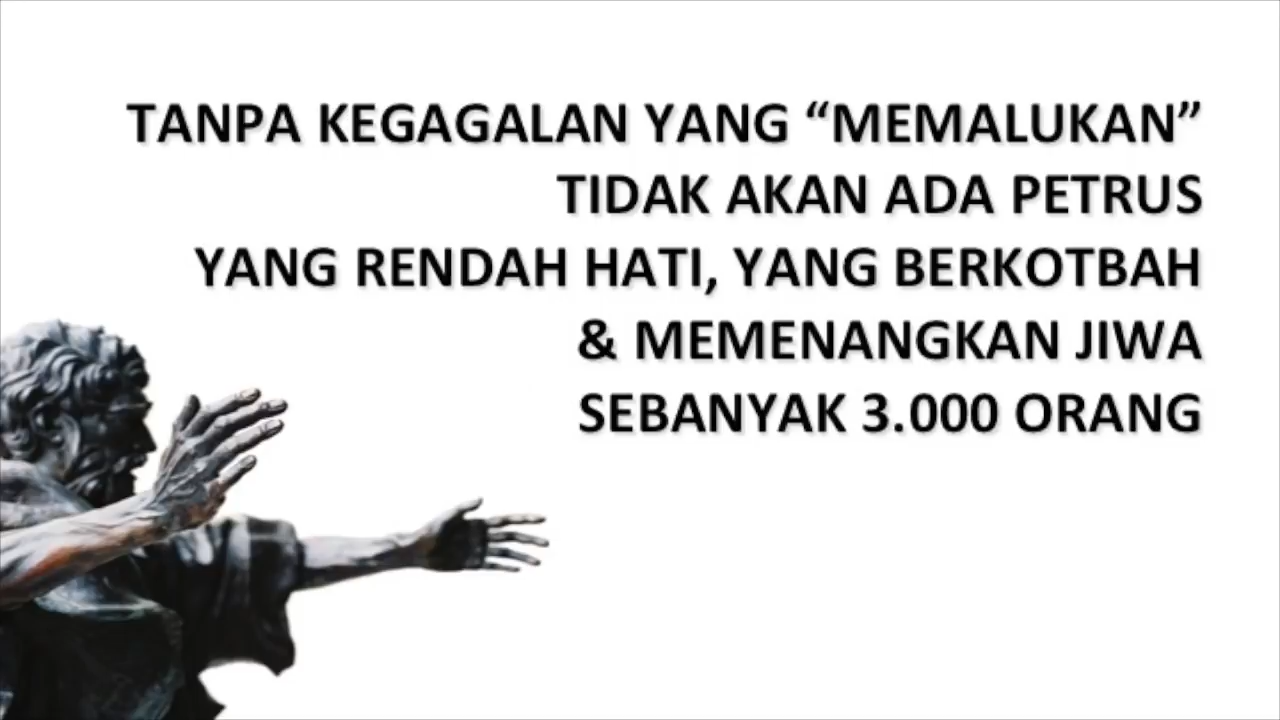 TANPA KEGAGALAN YANG “MEMALUKAN”
TIDAK AKAN ADA PETRUS
YANG RENDAH HATI, YANG BERKOTBAH
& MEMENANGKAN JIWA
SEBANYAK 3.000 ORANG